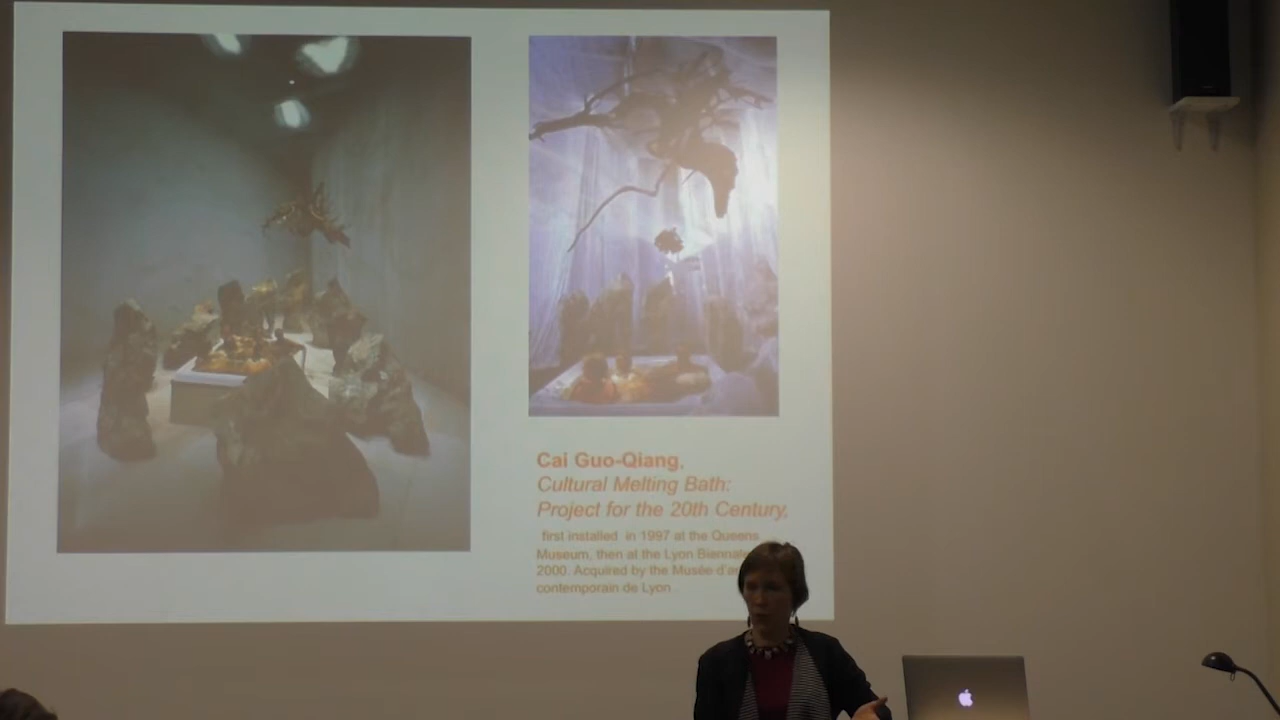 Cai Guo-Qiang,
Cultural Melting Bath:
Project for the 20th Century,
first installed in 1997 at the Queens
Museum, then at the Lyon Biennale
2000. Acquired by the Musée
contemporain de Lyon